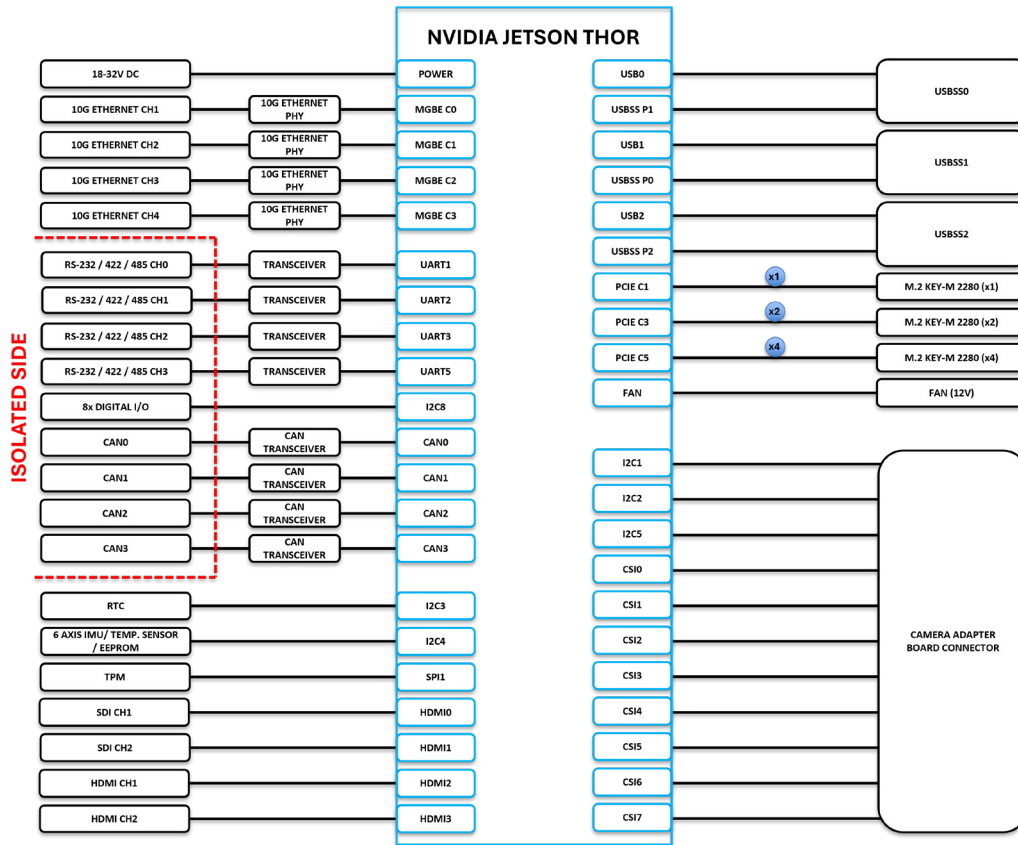 NVIDIA JETSON THOR
18-32V DC
POWER
10G ETHERNET CH1
10G ETHERNET
PHY
MGBE C0
10G ETHERNET CH2
10G ETHERNET
PHY
MGBE C1
10G ETHERNET CH3
10G ETHERNET
PHY
MGBE C2
10G ETHERNET CH4
10G ETHERNET
PHY
MGBE C3
ISOLATED SIDE
RS-232 / 422 / 485 CH0
TRANSCEIVER
UART1
RS-232 / 422 / 485 CH1
TRANSCEIVER
UART2
RS-232 / 422 / 485 CH2
TRANSCEIVER
UART3
RS-232 / 422 / 485 CH3
TRANSCEIVER
UART5
8x DIGITAL I/O
I2C8
CAN0
CAN
TRANSCEIVER
CAN0
CAN1
CAN
TRANSCEIVER
CAN1
CAN2
CAN
TRANSCEIVER
CAN2
CAN3
CAN
TRANSCEIVER
CAN3
RTC
I2C3
6 AXIS IMU/ TEMP. SENSOR
/ EEPROM
I2C4
TPM
SPI1
SDI CH1
HDMI0
SDI CH2
HDMI1
HDMI CH1
HDMI2
HDMI CH2
HDMI3
USB0
USBSS P1
USBSS0
USB1
USBSS P0
USBSS1
USB2
USBSS P2
USBSS2
PCIE C1
x1
M.2 KEY-M 2280 (x1)
PCIE C3
x2
M.2 KEY-M 2280 (x2)
PCIE C5
x4
M.2 KEY-M 2280 (x4)
FAN
FAN (12V)
I2C1
I2C2
I2C5
CSI0
CSI1
CSI2
CSI3
CSI4
CSI5
CSI6
CSI7
CAMERA ADAPTER
BOARD CONNECTOR